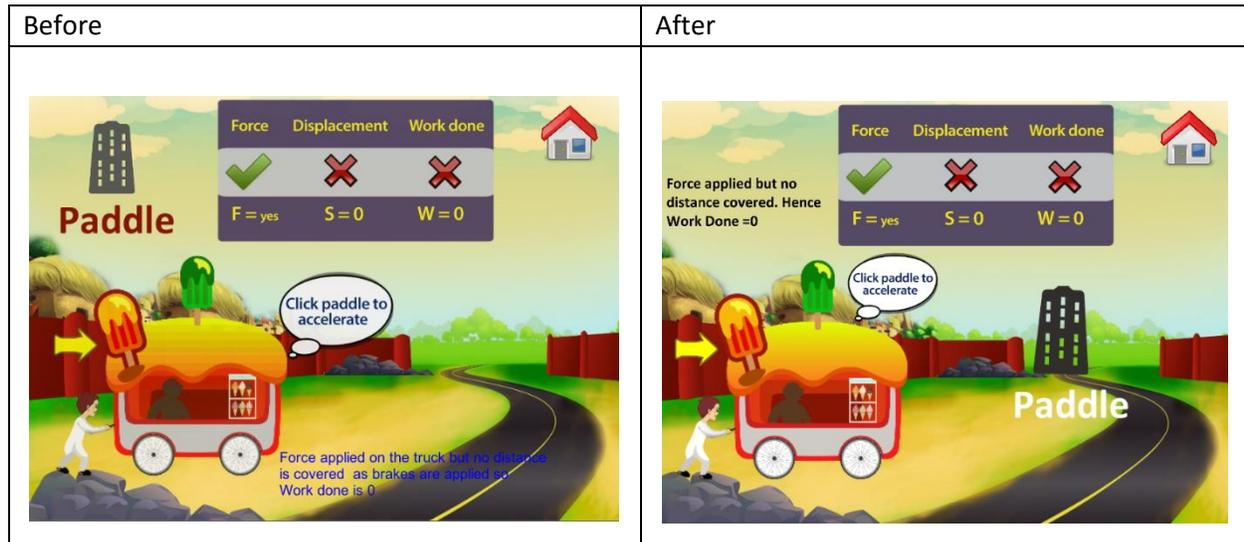 Before
After
Force Displacement Work done
F = yes S = 0 W = 0
Paddle
Click paddle to
accelerate
Force applied on the truck but no distance
is covered as brakes are applied so
Work done is 0
Force Displacement Work done
F = yes S = 0 W = 0
Force applied but no
distance covered. Hence
Work Done =0
Click paddle to
accelerate
Paddle